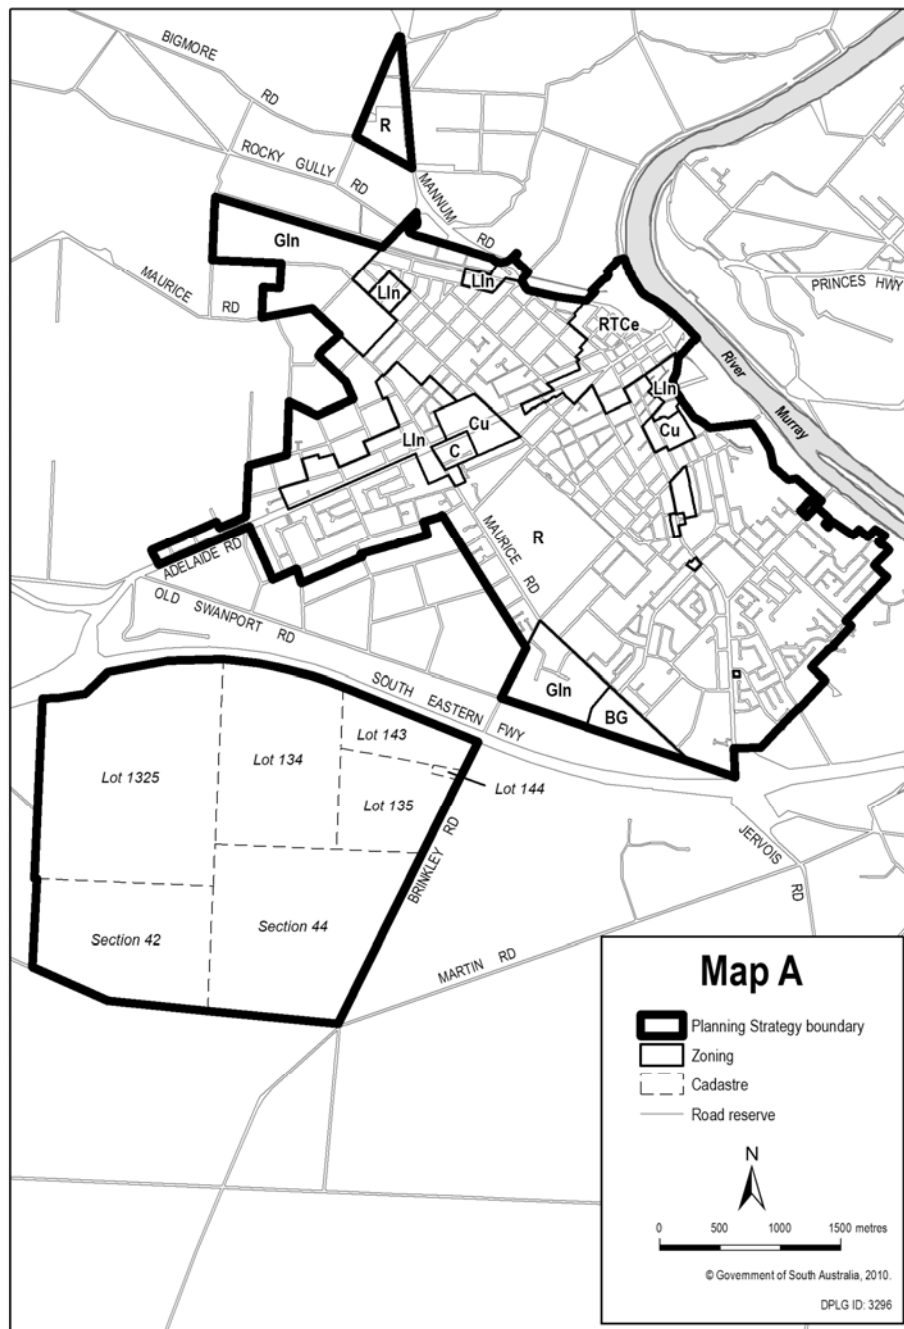 BIGMORE RD
R
ROCKY GULLY RD
MANNUM RD
GIn
MAURICE RD
LIn
LIn
PRINCES HWY
RTCe
River Murray
LIn
Cu
Cu
LIn
C
MAURICE RD
R
ADELAIDE RD
OLD SWANPORT RD
SOUTH EASTERN FWY
GIn
BG
Lot 143
Lot 134
Lot 1325
Lot 144
Lot 135
BRINKLEY RD
JERVOIS RD
Section 44
Section 42
MARTIN RD
Map A
Planning Strategy boundary
Zoning
Cadastre
Road reserve
N
0 500 1000 1500 metres
© Government of South Australia, 2010.
DPLG ID: 3296